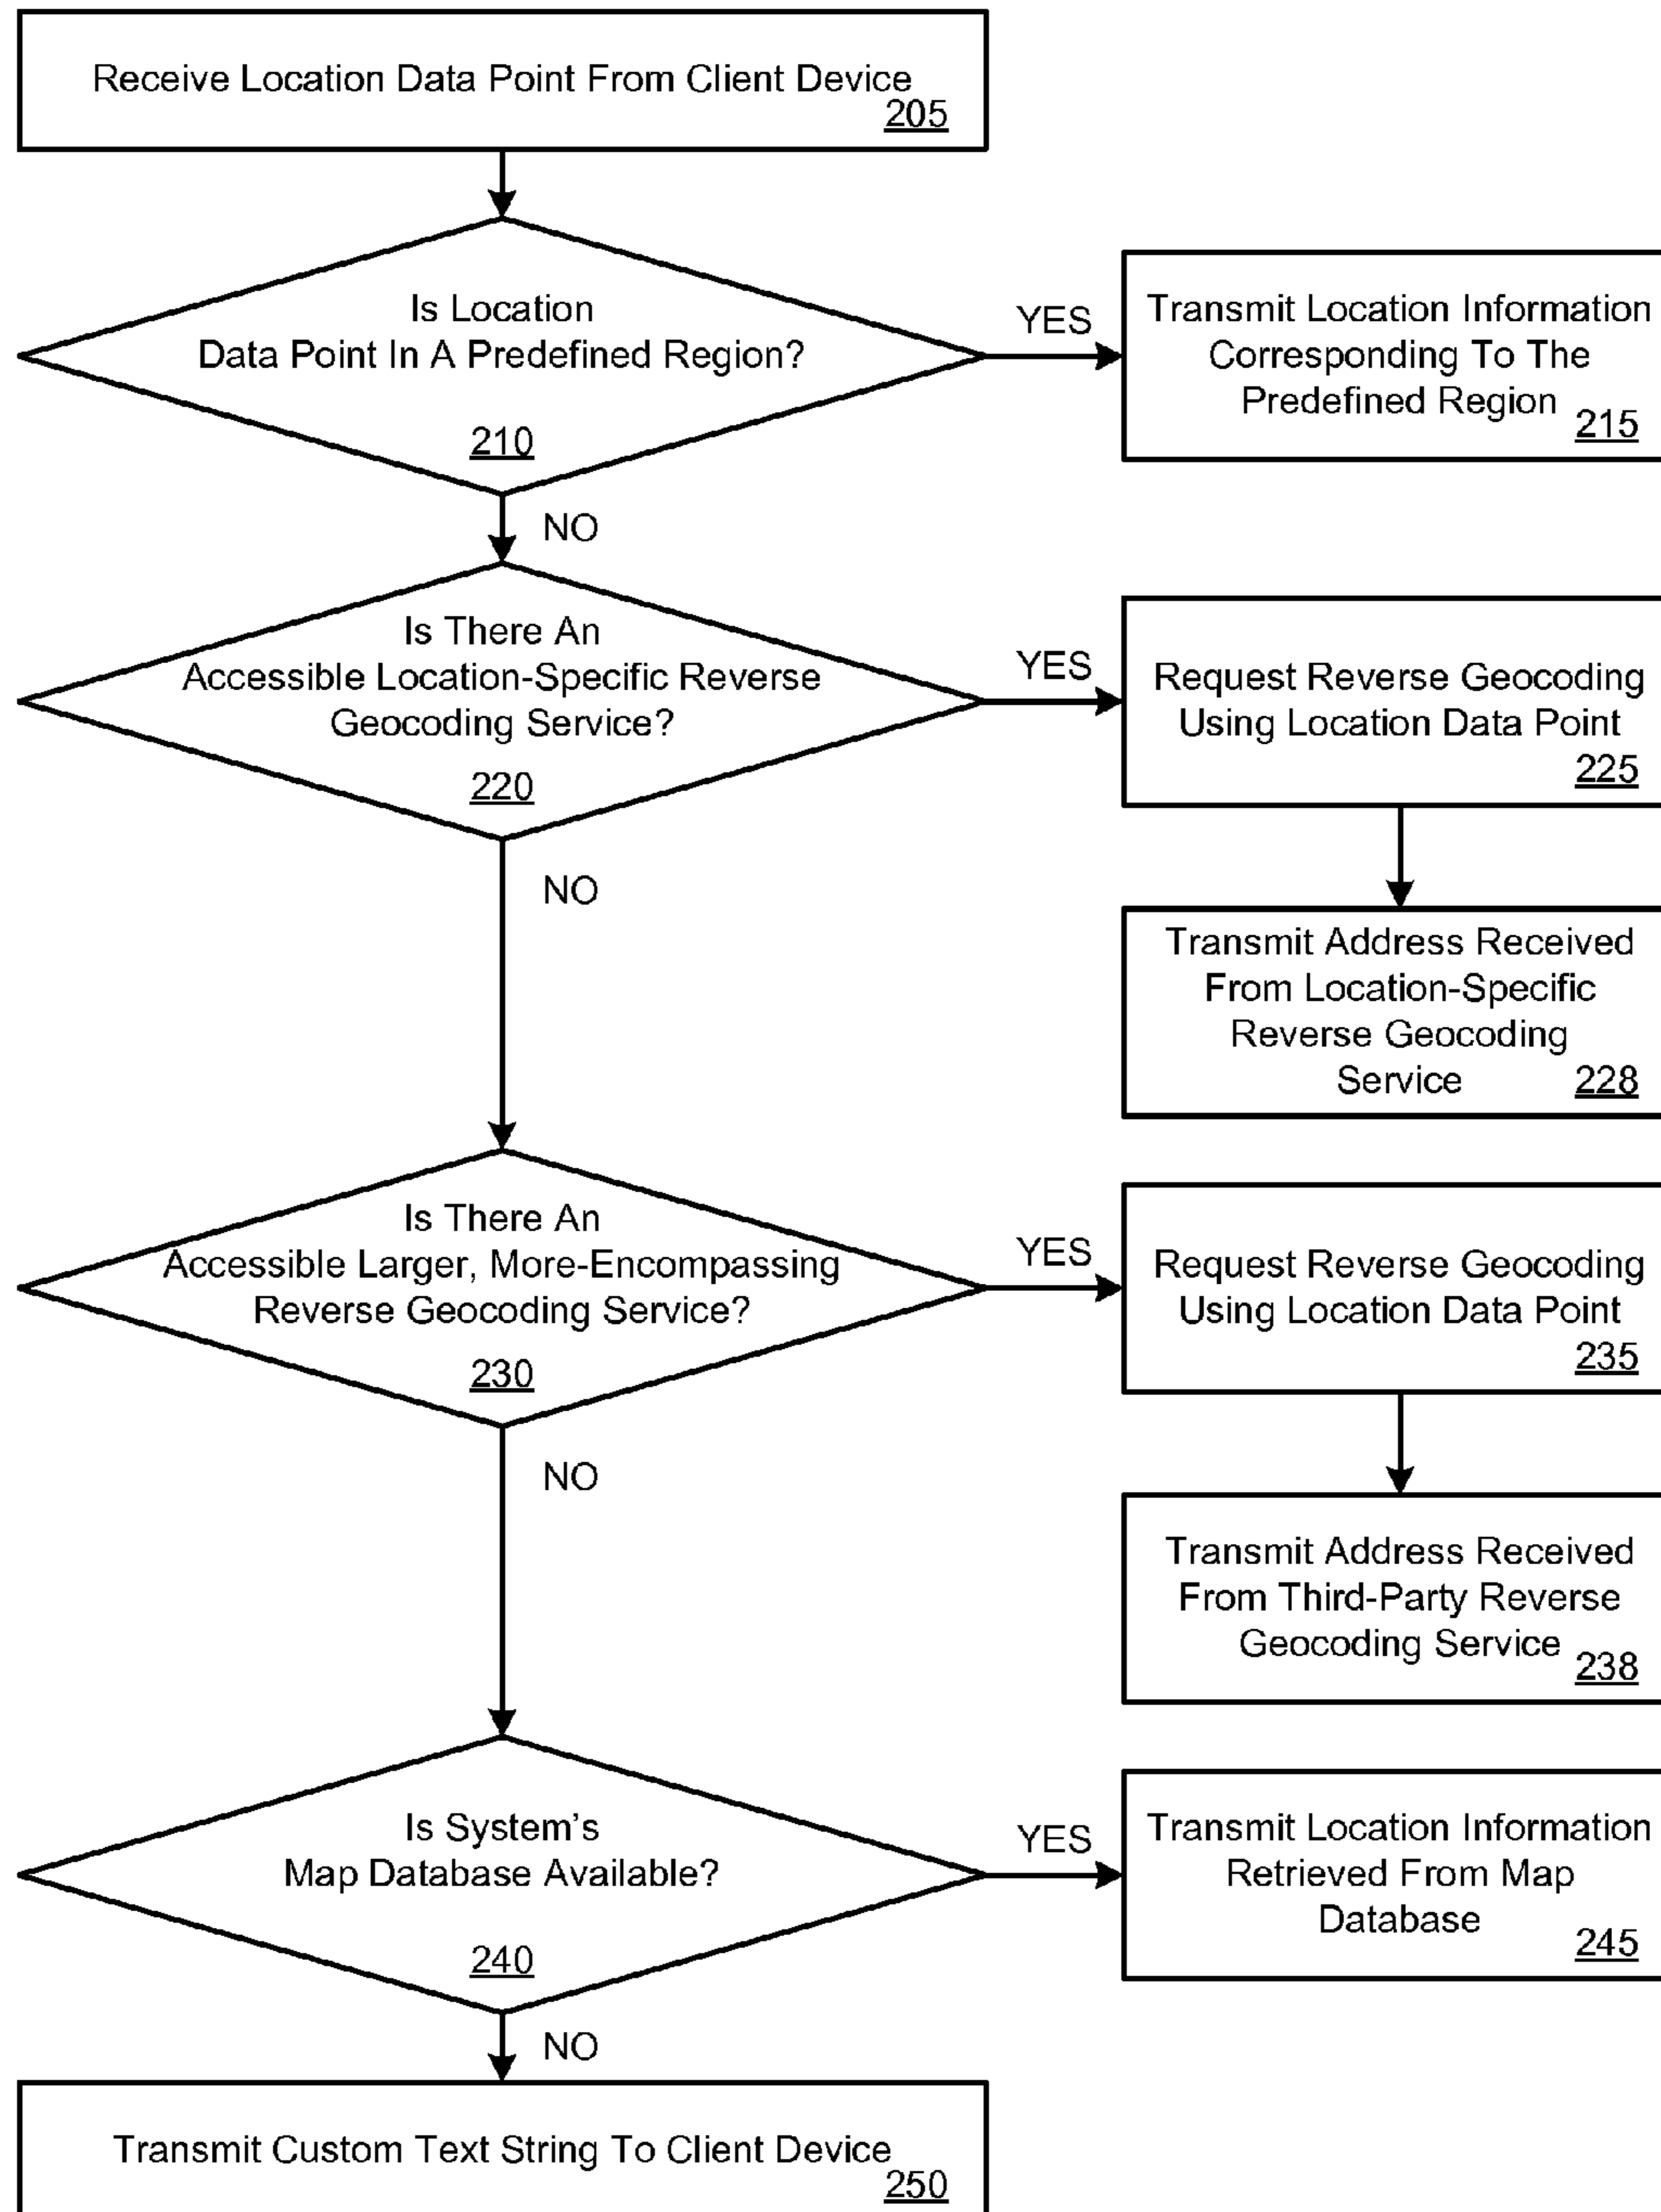 Receive Location Data Point From Client Device
205
Is Location
Data Point In A Predefined Region?
210
YES
Transmit Location Information
Corresponding To The
Predefined Region
215
NO
Is There An
Accessible Location-Specific Reverse
Geocoding Service?
220
YES
Request Reverse Geocoding
Using Location Data Point
225
NO
Transmit Address Received
From Location-Specific
Reverse Geocoding
Service
228
Is There An
Accessible Larger, More-Encompassing
Reverse Geocoding Service?
230
YES
Request Reverse Geocoding
Using Location Data Point
235
NO
Transmit Address Received
From Third-Party Reverse
Geocoding Service
238
Is System's
Map Database Available?
240
YES
Transmit Location Information
Retrieved From Map
Database
245
NO
Transmit Custom Text String To Client Device
250